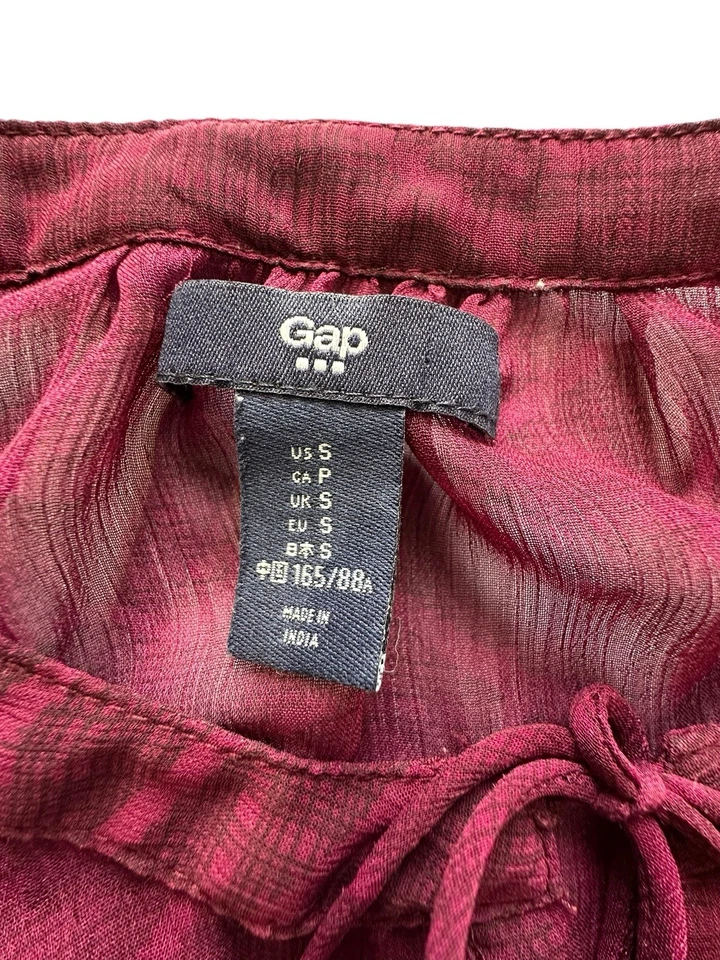 Gap
US S
CA P
UK S
EU S
日本 S
中国 165/88A
MADE IN
INDIA